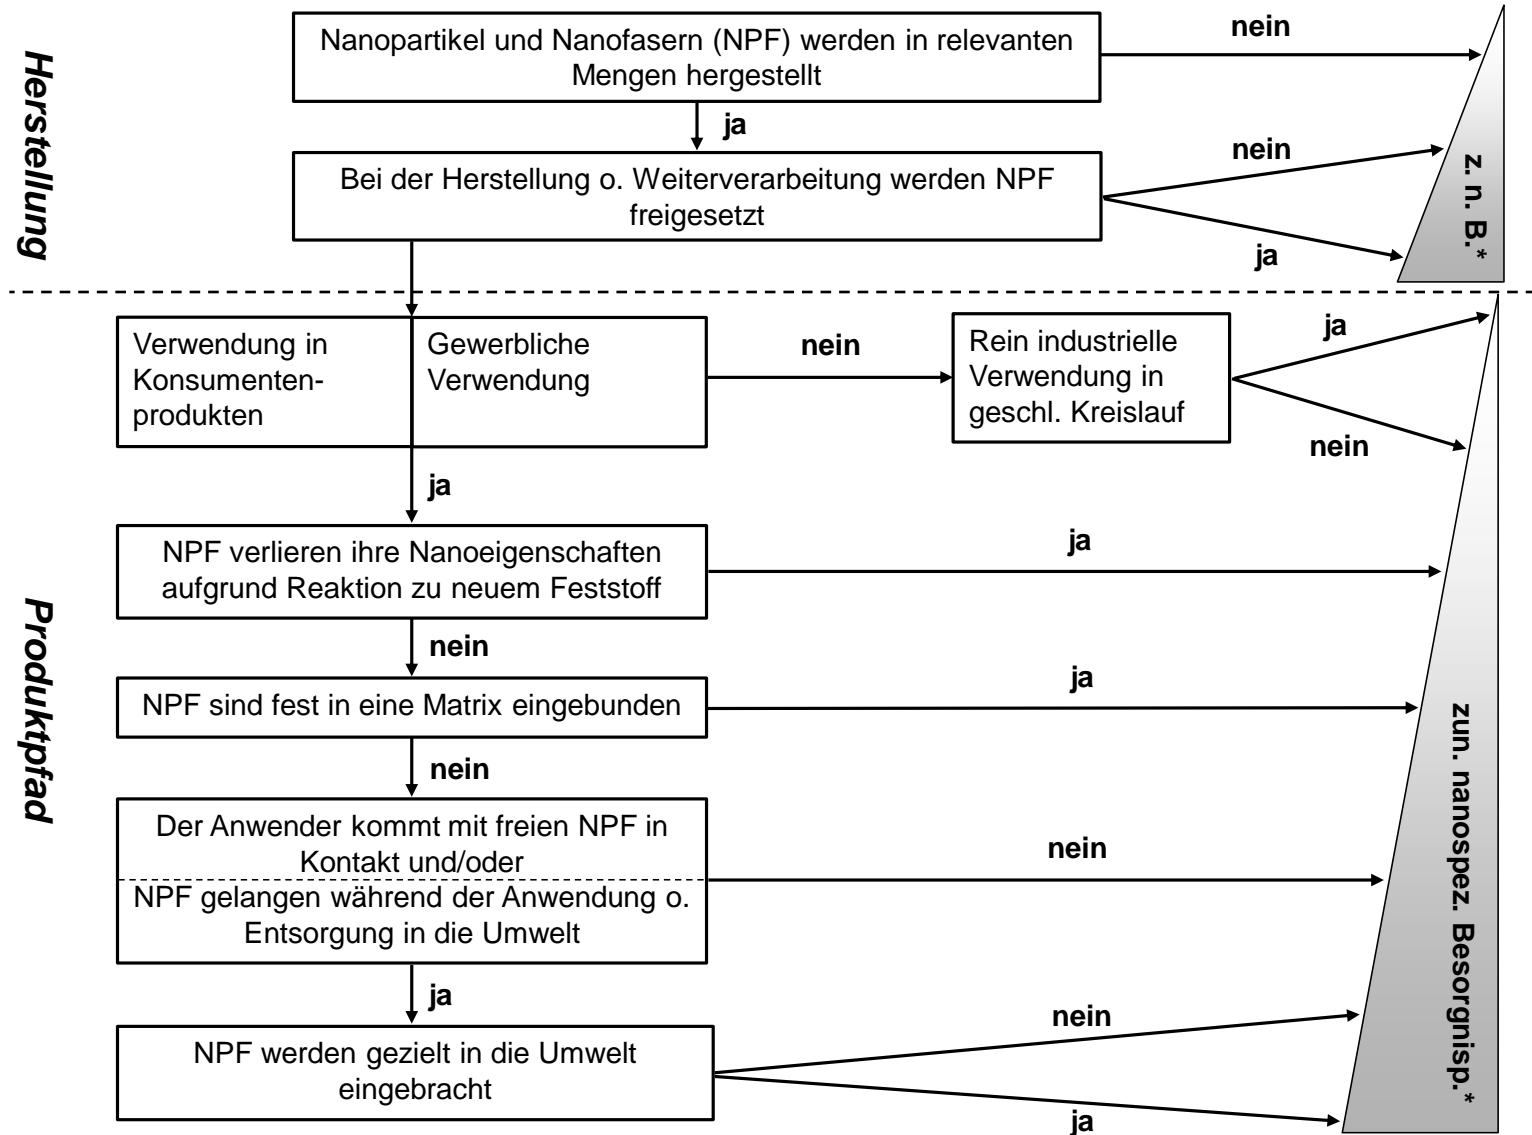 Herstellung
Nanopartikel und Nanofasern (NPF) werden in relevanten
Mengen hergestellt
nein
ja
Bei der Herstellung o. Weiterverarbeitung werden NPF
freigesetzt
nein
ja
z. n. B.*
Produktpfad
Verwendung in
Konsumenten-
produkten
Gewerbliche
Verwendung
nein
Rein industrielle
Verwendung in
geschl. Kreislauf
ja
nein
ja
NPF verlieren ihre Nanoeigenschaften
aufgrund Reaktion zu neuem Feststoff
ja
nein
NPF sind fest in eine Matrix eingebunden
ja
nein
Der Anwender kommt mit freien NPF in
Kontakt und/oder
NPF gelangen während der Anwendung o.
Entsorgung in die Umwelt
nein
ja
NPF werden gezielt in die Umwelt
eingebracht
nein
ja
zun. nanospez. Besorgnisp.*